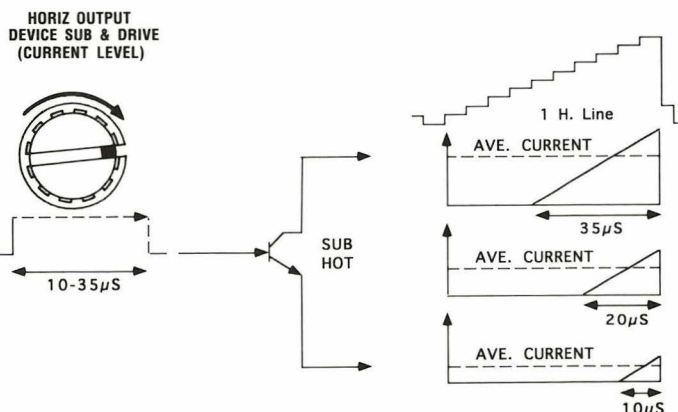 HORIZ OUTPUT
DEVICE SUB & DRIVE
(CURRENT LEVEL)
10-35µS
SUB
HOT
1 H. Line
AVE. CURRENT
35µS
AVE. CURRENT
20µS
AVE. CURRENT
10µS